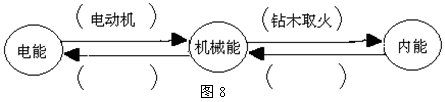 (电动机) (钻木取火)
电能 机械能 内能
( ) ( )
图8